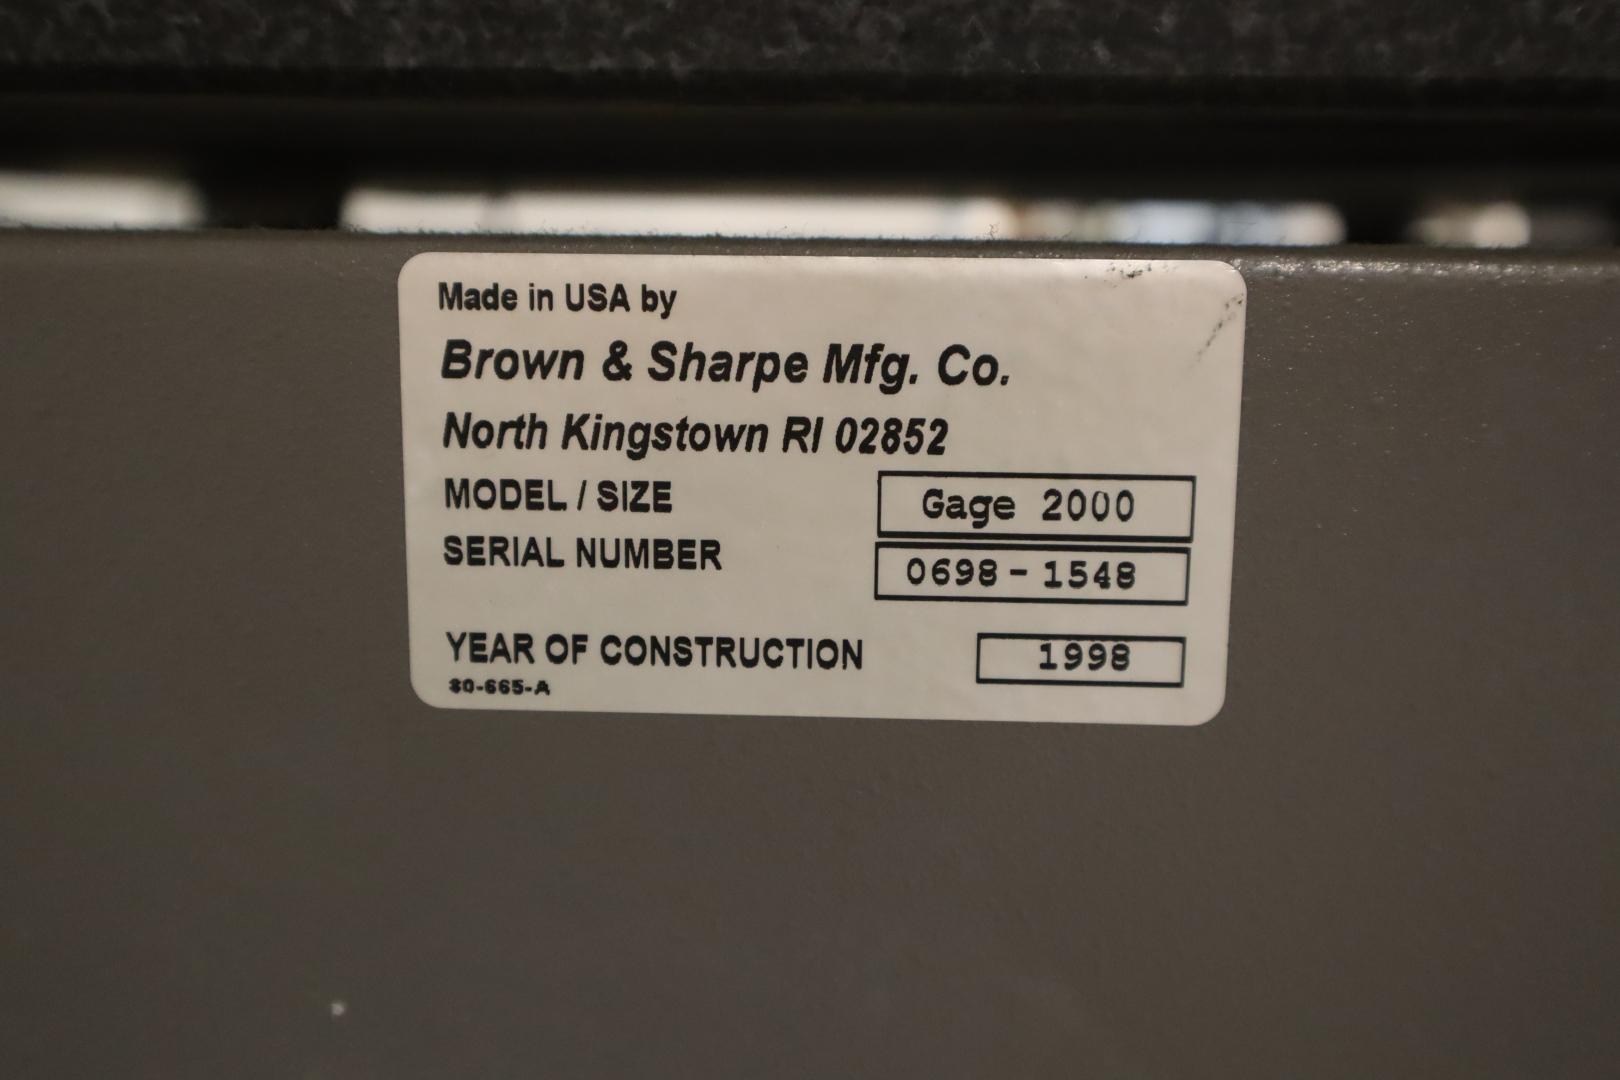 Made in USA by
Brown & Sharpe Mfg. Co.
North Kingstown RI 02852
MODEL / SIZE Gage 2000
SERIAL NUMBER 0698-1548
YEAR OF CONSTRUCTION 1998
80-665-A